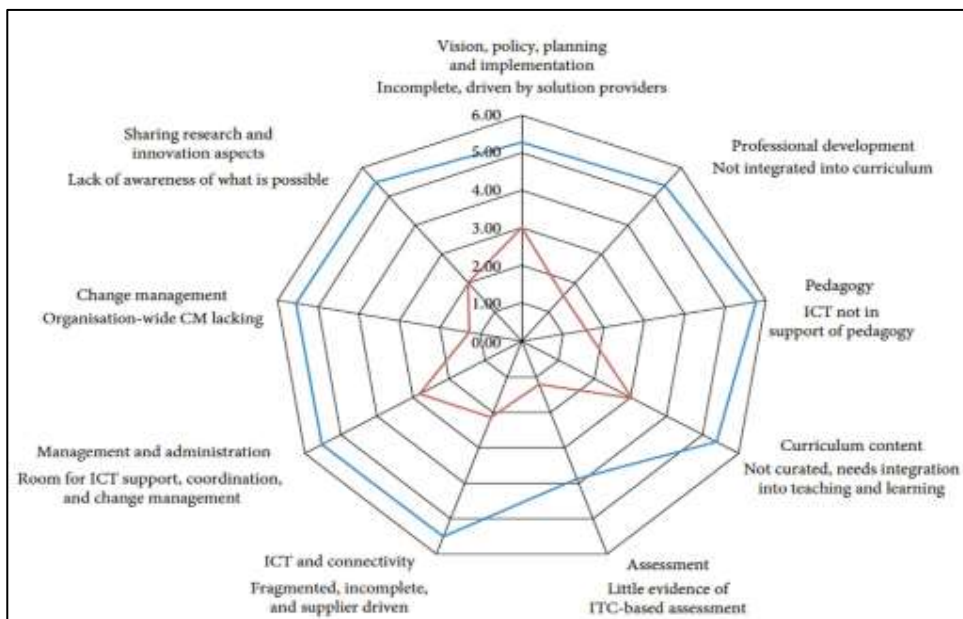 Vision, policy, planning
and implementation
Incomplete, driven by solution providers
6.00
5.00
4.00
3.00
2.00
1.00
0.00
Professional development
Not integrated into curriculum
Pedagogy
ICT not in
support of pedagogy
Curriculum content
Not curated, needs integration
into teaching and learning
Assessment
Little evidence of
ITC-based assessment
ICT and connectivity
Fragmented, incomplete,
and supplier driven
Management and administration
Room for ICT support, coordination,
and change management
Change management
Organisation-wide CM lacking
Sharing research and
innovation aspects
Lack of awareness of what is possible